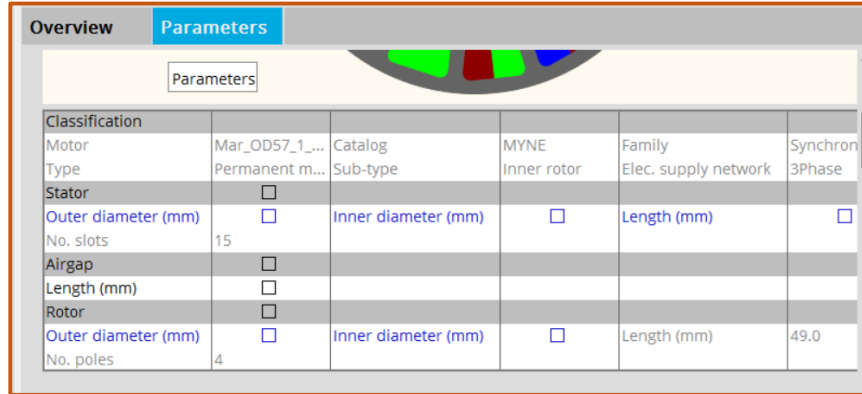 Overview Parameters
Parameters
Classification
Motor Mar_OD57_1_... Catalog MYNE Family Synchron
Type Permanent m... Sub-type Inner rotor Elec. supply network 3Phase
Stator
Outer diameter (mm) Inner diameter (mm) Length (mm)
No. slots 15
Airgap
Length (mm)
Rotor
Outer diameter (mm) Inner diameter (mm) Length (mm) 49.0
No. poles 4